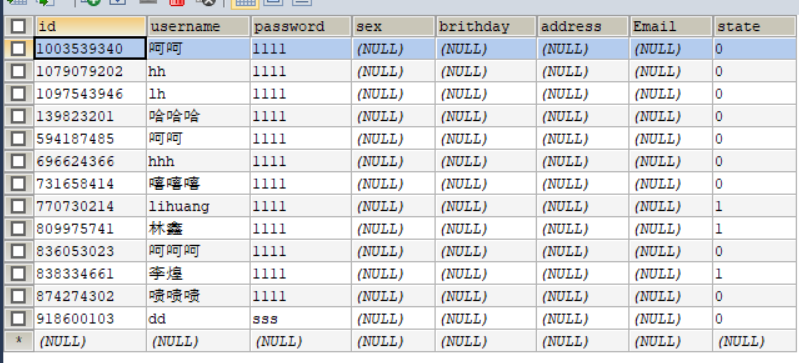 id username password sex brithday address Email state
1003539340 呵呵 1111 (NULL) (NULL) (NULL) (NULL) 0
1079079202 hh 1111 (NULL) (NULL) (NULL) (NULL) 0
1097543946 lh 1111 (NULL) (NULL) (NULL) (NULL) 0
139823201 哈哈哈 1111 (NULL) (NULL) (NULL) (NULL) 0
594187485 呵呵 1111 (NULL) (NULL) (NULL) (NULL) 0
696624366 hhh 1111 (NULL) (NULL) (NULL) (NULL) 0
731658414 嘻嘻嘻 1111 (NULL) (NULL) (NULL) (NULL) 0
770730214 lihuang 1111 (NULL) (NULL) (NULL) (NULL) 1
809975741 林鑫 1111 (NULL) (NULL) (NULL) (NULL) 1
836053023 呵呵呵 1111 (NULL) (NULL) (NULL) (NULL) 0
838334661 李煌 1111 (NULL) (NULL) (NULL) (NULL) 1
874274302 啧啧啧 1111 (NULL) (NULL) (NULL) (NULL) 0
918600103 dd sss (NULL) (NULL) (NULL) (NULL) 0
* (NULL) (NULL) (NULL) (NULL) (NULL) (NULL) (NULL) (NULL)